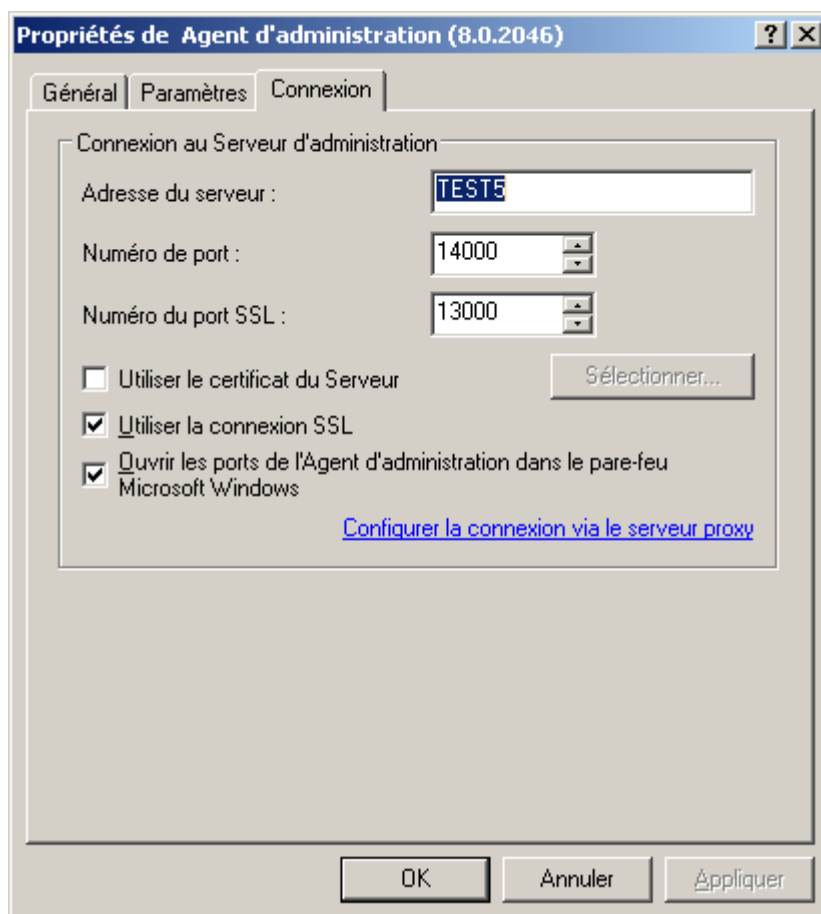 Propriétés de  Agent d'administration (8.0.2046)
Général Paramètres Connexion
Connexion au Serveur d'administration
Adresse du serveur : TEST5
Numéro de port : 14000
Numéro du port SSL : 13000
Utiliser le certificat du Serveur Sélectionner...
Utiliser la connexion SSL
Ouvrir les ports de l'Agent d'administration dans le pare-feu
Microsoft Windows
Configurer la connexion via le serveur proxy
OK Annuler Appliquer